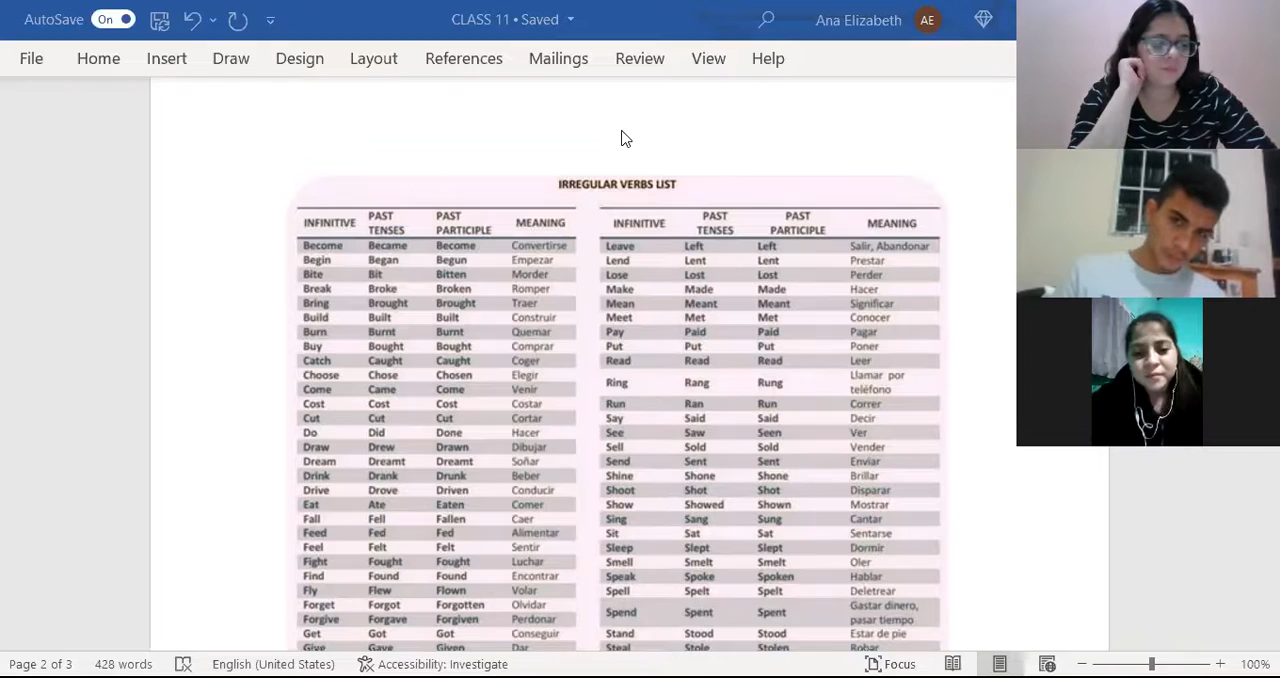 AutoSave On CLASS 11 • Saved Ana Elizabeth AE
File Home Insert Draw Design Layout References Mailings Review View Help
IRREGULAR VERBS LIST
INFINITIVE PAST TENSES PAST PARTICIPLE MEANING
Become Became Become Convertirse
Begin Began Begun Empezar
Bite Bit Bitten Morder
Break Broke Broken Romper
Bring Brought Brought Traer
Build Built Built Construir
Burn Burnt Burnt Quemar
Buy Bought Bought Comprar
Catch Caught Caught Coger
Choose Chose Chosen Elegir
Come Came Come Venir
Cost Cost Cost Costar
Cut Cut Cut Cortar
Do Did Done Hacer
Draw Drew Drawn Dibujar
Dream Dreamt Dreamt Soñar
Drink Drank Drunk Beber
Drive Drove Driven Conducir
Eat Ate Eaten Comer
Fall Fell Fallen Caer
Feed Fed Fed Alimentar
Feel Felt Felt Sentir
Fight Fought Fought Luchar
Find Found Found Encontrar
Fly Flew Flown Volar
Forget Forgot Forgotten Olvidar
Forgive Forgave Forgiven Perdonar
Get Got Got Conseguir
Give Gave Given Dar
INFINITIVE PAST TENSES PAST PARTICIPLE MEANING
Leave Left Left Salir, Abandonar
Lend Lent Lent Prestar
Lose Lost Lost Perder
Make Made Made Hacer
Mean Meant Meant Significar
Meet Met Met Conocer
Pay Paid Paid Pagar
Put Put Put Poner
Read Read Read Leer
Ring Rang Rung Llamar por teléfono
Run Ran Run Correr
Say Said Said Decir
See Saw Seen Ver
Sell Sold Sold Vender
Send Sent Sent Enviar
Shine Shone Shone Brillar
Shoot Shot Shot Disparar
Show Showed Shown Mostrar
Sing Sang Sung Cantar
Sit Sat Sat Sentarse
Sleep Slept Slept Dormir
Smell Smelt Smelt Oler
Speak Spoke Spoken Hablar
Spell Spelt Spelt Deletrear
Spend Spent Spent Gastar dinero, pasar tiempo
Stand Stood Stood Estar de pie
Steal Stole Stolen Robar
Page 2 of 3 428 words English (United States) Accessibility: Investigate Focus 100%